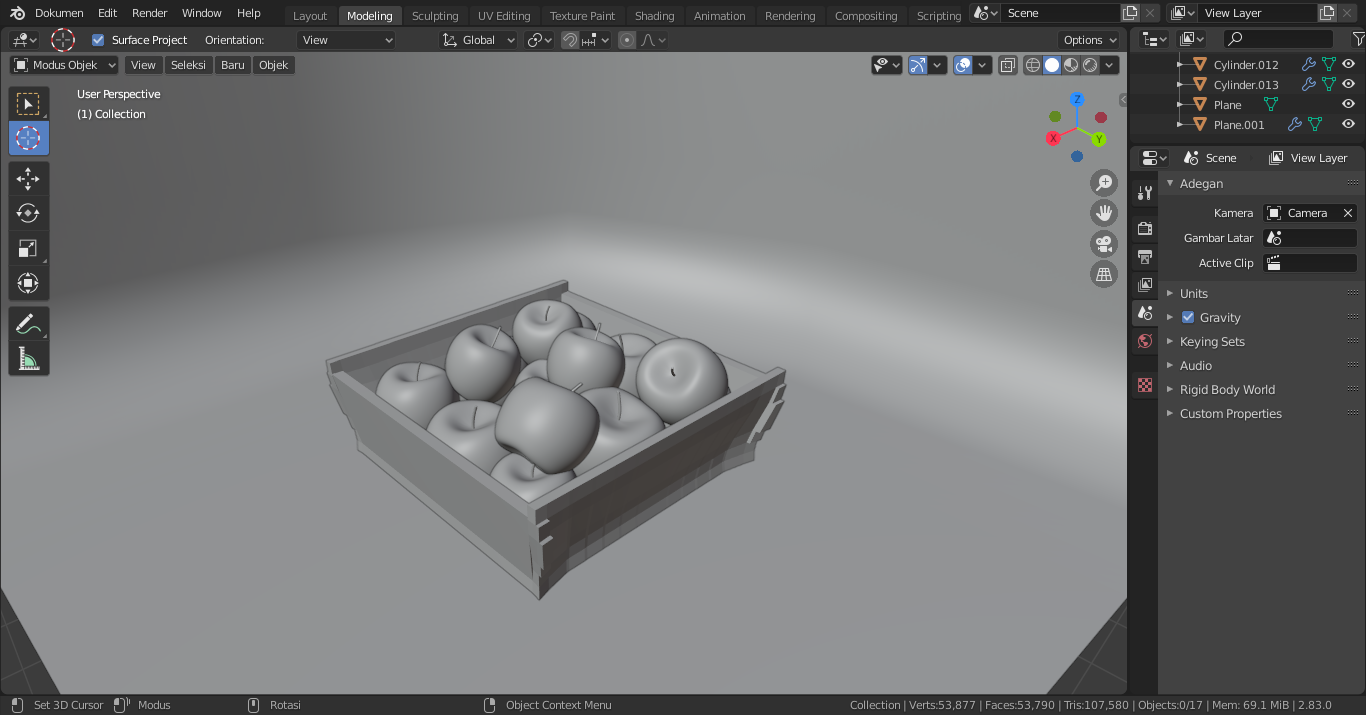 Dokumen Edit Render Window Help Layout Modeling Sculpting UV Editing Texture Paint Shading Animation Rendering Compositing Scripting Scene View Layer
Surface Project Orientation: View Global Options
Modus Objek View Seleksi Baru Objek
User Perspective
(1) Collection
Z
X
Y
Cylinder.012
Cylinder.013
Plane
Plane.001
Scene View Layer
Adegan
Kamera Camera
Gambar Latar
Active Clip
Units
Gravity
Keying Sets
Audio
Rigid Body World
Custom Properties
Set 3D Cursor Modus Rotasi Object Context Menu Collection | Verts:53,877 | Faces:53,790 | Tris:107,580 | Objects:0/17 | Mem: 69.1 MiB | 2.83.0